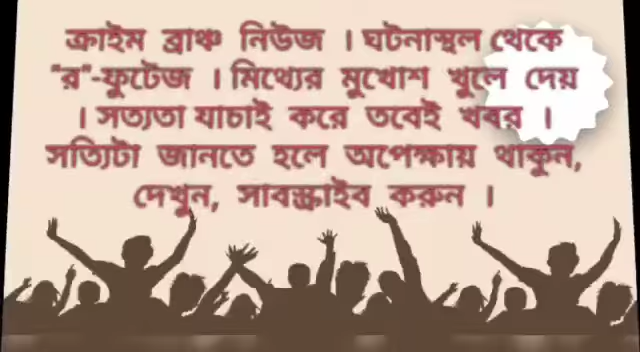 ক্রাইম ব্রাঞ্চ নিউজ । ঘটনাস্থল থেকে
"র"-ফুটেজ । মিথ্যের মুখোশ খুলে দেয়
। সত্যতা যাচাই করে তবেই খবর ।
সত্যিটা জানতে হলে অপেক্ষায় থাকুন,
দেখুন, সাবস্ক্রাইব করুন ।